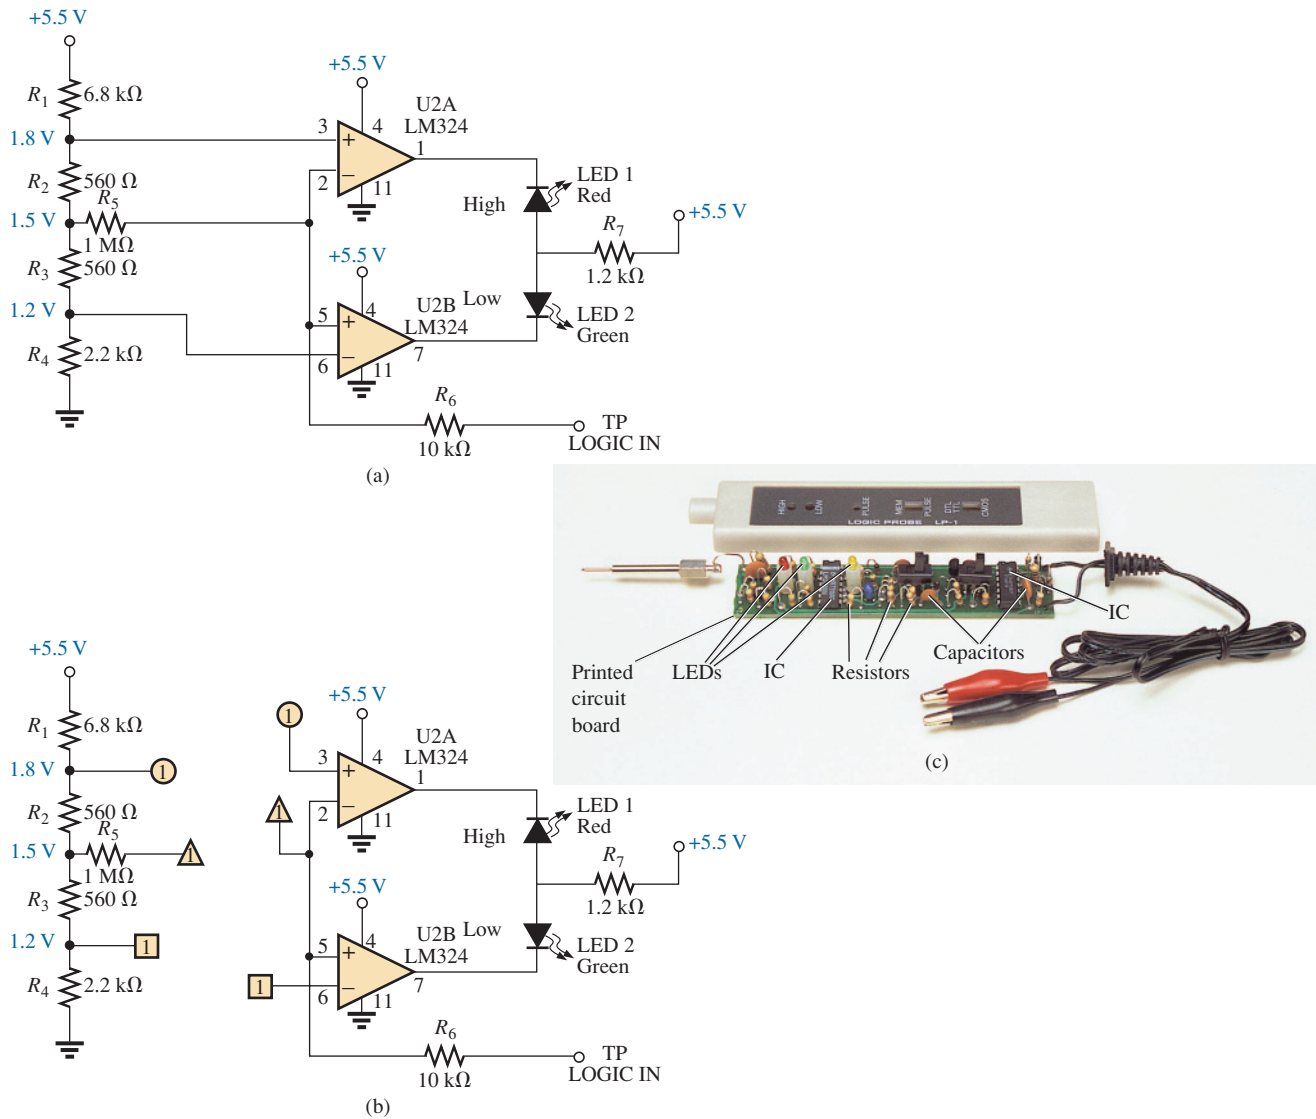 +5.5 V
R1 6.8 kΩ
1.8 V
R2 560 Ω
R5
1.5 V
1 MΩ
R3 560 Ω
1.2 V
R4 2.2 kΩ
+5.5 V
U2A
LM324
3
+
4
1
2
−
11
LED 1
Red
High
R7
1.2 kΩ
+5.5 V
+5.5 V
Low
U2B
LM324
5
+
4
7
6
−
11
LED 2
Green
R6
10 kΩ
TP
LOGIC IN
(a)
+5.5 V
R1 6.8 kΩ
1.8 V
1
R2 560 Ω
R5
1.5 V
1
1 MΩ
R3 560 Ω
1.2 V
1
R4 2.2 kΩ
+5.5 V
1
U2A
LM324
3
+
4
1
1
2
−
11
LED 1
Red
High
R7
1.2 kΩ
+5.5 V
+5.5 V
Low
U2B
LM324
5
+
4
7
1
6
−
11
LED 2
Green
R6
10 kΩ
TP
LOGIC IN
(b)
HIGH
LOW
PULSE
MEM
PULSE
DTL
TTL
CMOS
LOGIC PROBE LP-1
Printed
circuit
board
LEDs
IC
Resistors
Capacitors
IC
(c)